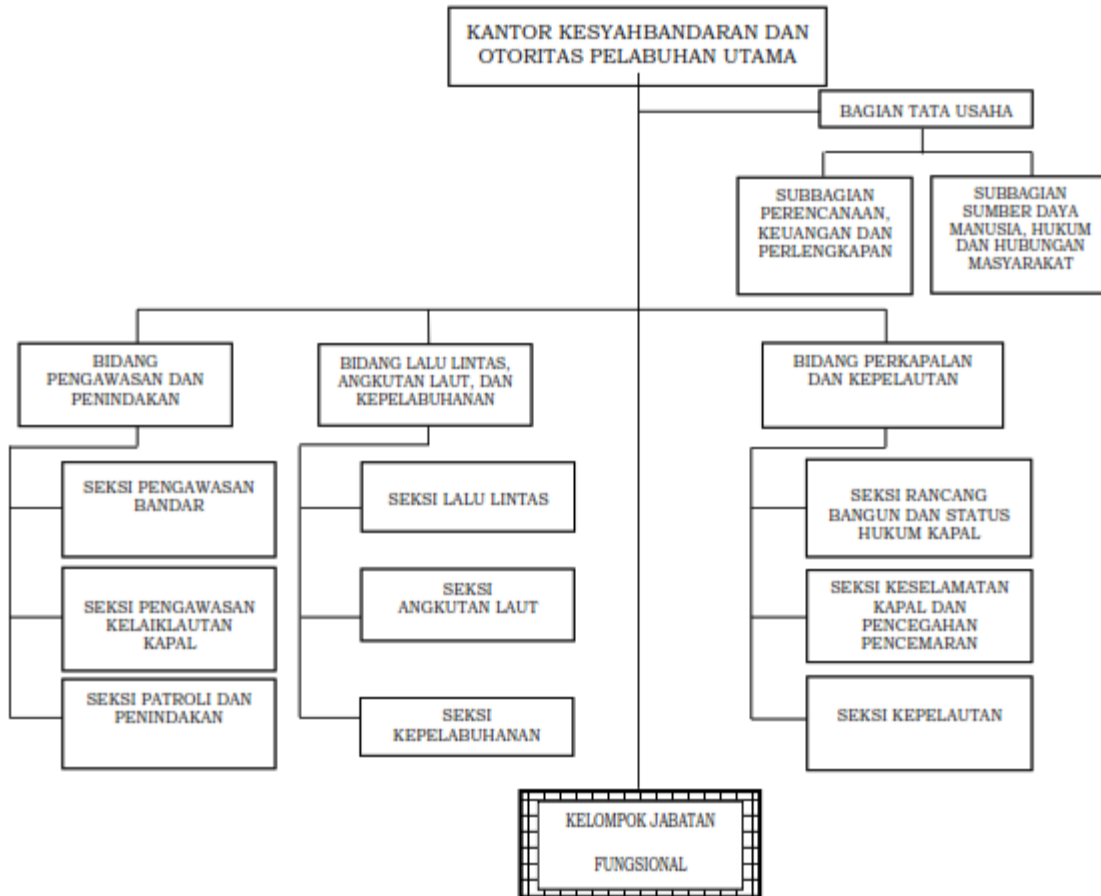 KANTOR KESYAHBANDARAN DAN
OTORITAS PELABUHAN UTAMA
BAGIAN TATA USAHA
SUBBAGIAN
PERENCANAAN,
KEUANGAN DAN
PERLENGKAPAN
SUBBAGIAN
SUMBER DAYA
MANUSIA, HUKUM
DAN HUBUNGAN
MASYARAKAT
BIDANG
PENGAWASAN DAN
PENINDAKAN
BIDANG LALU LINTAS,
ANGKUTAN LAUT, DAN
KEPELABUHANAN
BIDANG PERKAPALAN
DAN KEPELAUTAN
SEKSI PENGAWASAN
BANDAR
SEKSI PENGAWASAN
KELAIKLAUTAN
KAPAL
SEKSI PATROLI DAN
PENINDAKAN
SEKSI LALU LINTAS
SEKSI
ANGKUTAN LAUT
SEKSI
KEPELABUHANAN
SEKSI RANCANG
BANGUN DAN STATUS
HUKUM KAPAL
SEKSI KESELAMATAN
KAPAL DAN
PENCEGAHAN
PENCEMARAN
SEKSI KEPELAUTAN
KELOMPOK JABATAN
FUNGSIONAL